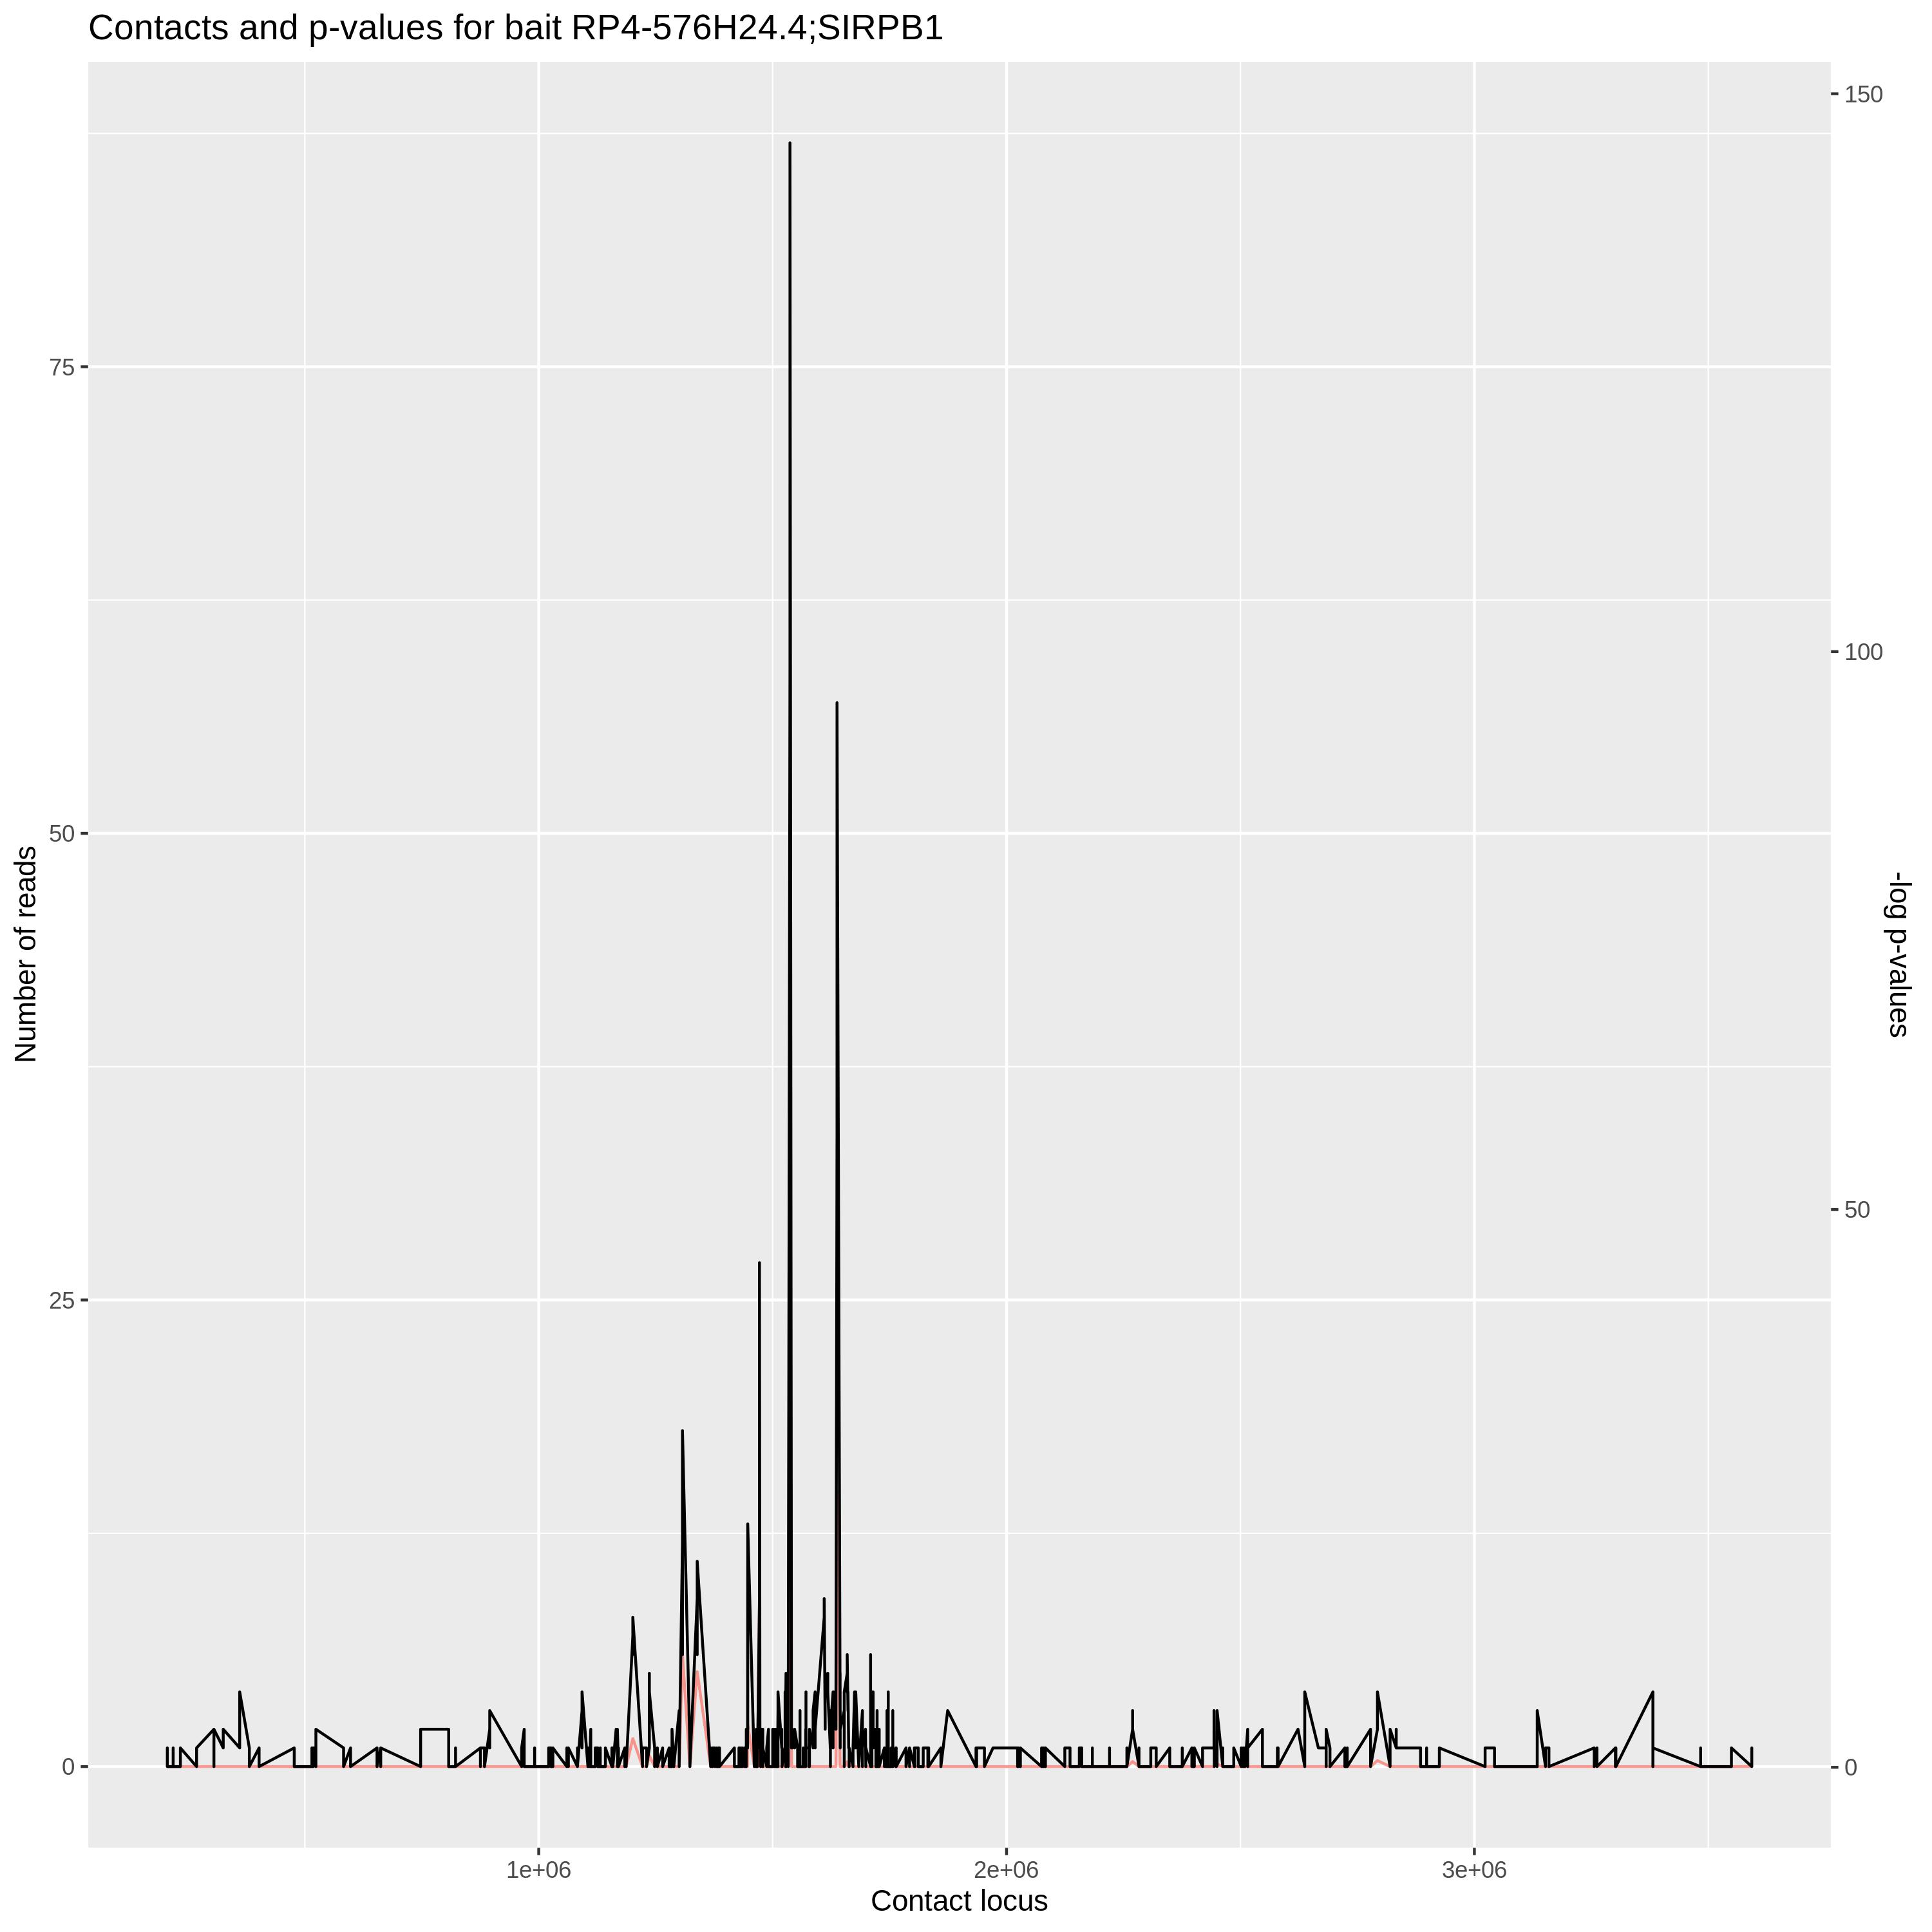 Contacts and p-values for bait RP4-576H24.4;SIRPB1
150
75
100
50
50
25
0
0
Number of reads
-log p-values
1e+06
2e+06
3e+06
Contact locus